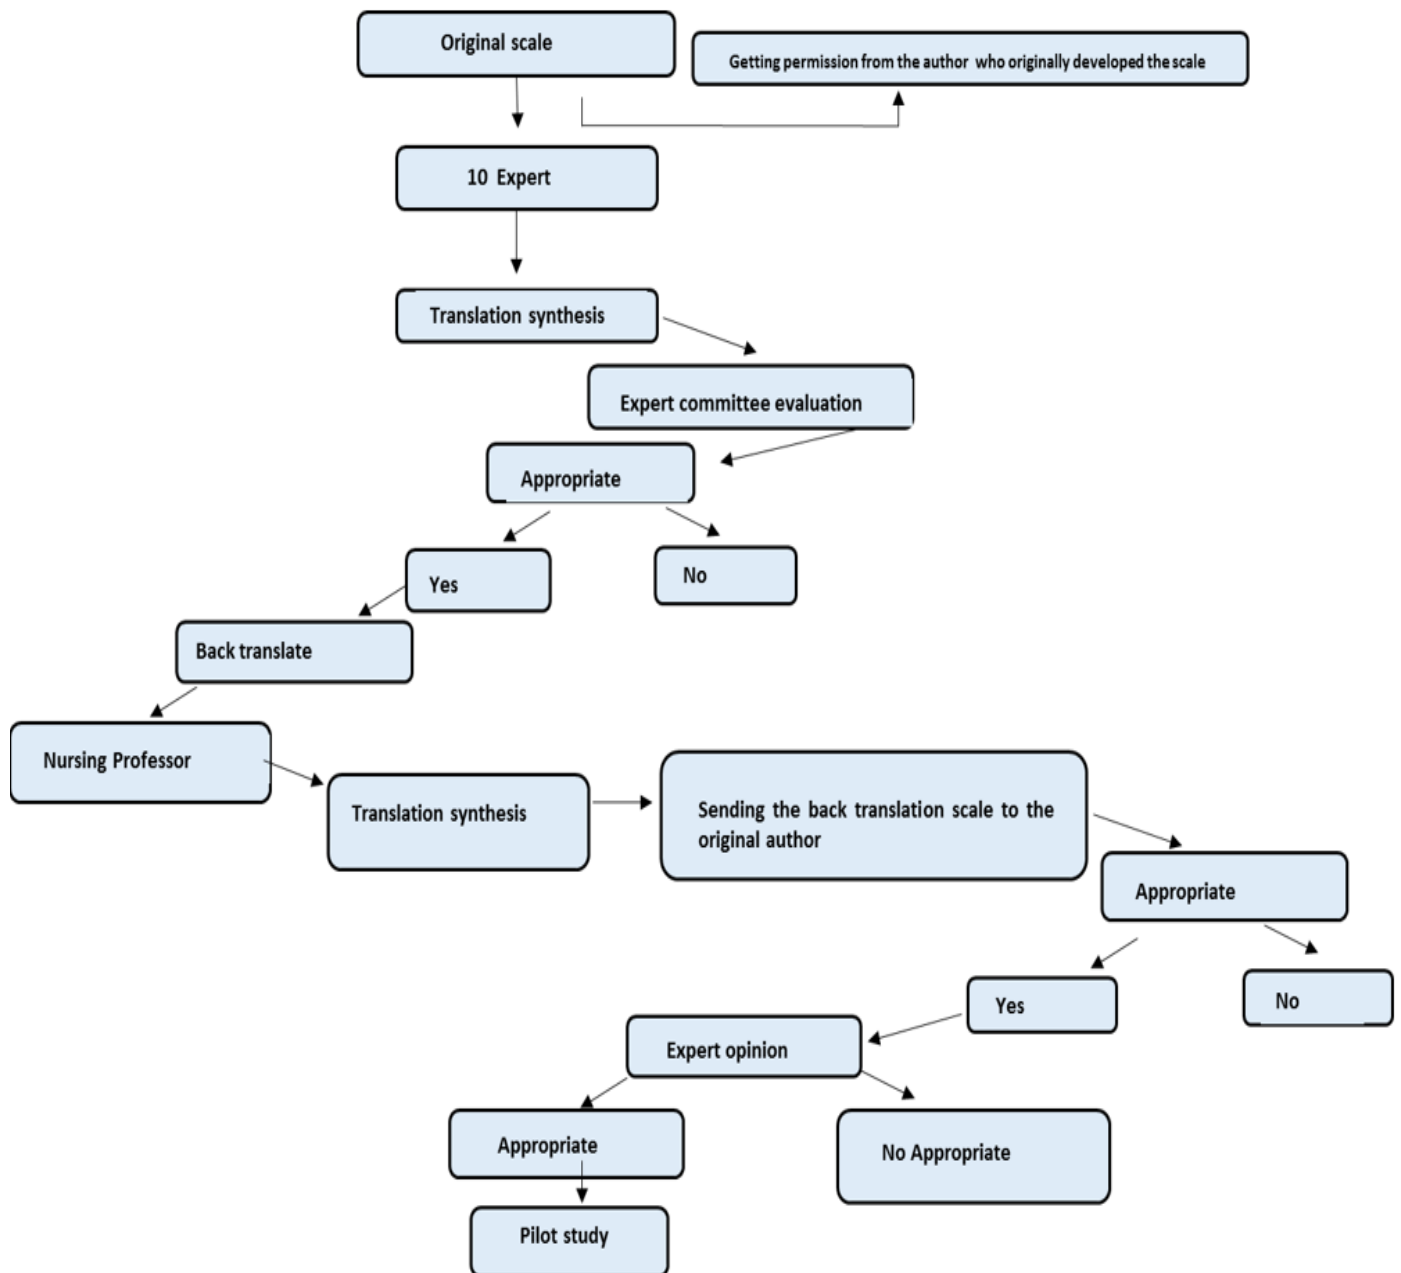 Original scale
Getting permission from the author who originally developed the scale
10 Expert
Translation synthesis
Expert committee evaluation
Appropriate
Yes
No
Back translate
Nursing Professor
Translation synthesis
Sending the back translation scale to the
original author
Appropriate
Yes
No
Expert opinion
Appropriate
No Appropriate
Pilot study